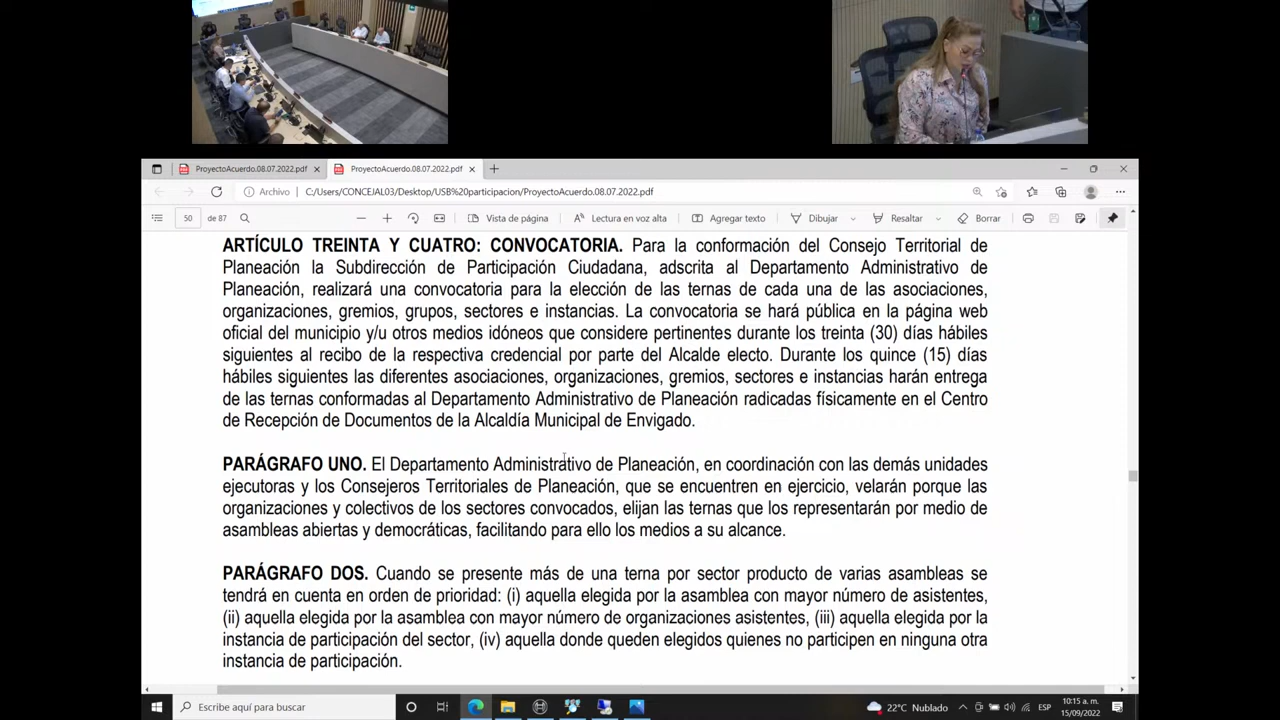 ProyectoAcuerdo.08.07.2022.pdf
ProyectoAcuerdo.08.07.2022.pdf
Archivo
C:/Users/CONCEJAL03/Desktop/USB%20participacion/ProyectoAcuerdo.08.07.2022.pdf
50 de 87
Vista de página
Lectura en voz alta
Agregar texto
Dibujar
Resaltar
Borrar
ARTÍCULO TREINTA Y CUATRO: CONVOCATORIA. Para la conformación del Consejo Territorial de
Planeación la Subdirección de Participación Ciudadana, adscrita al Departamento Administrativo de
Planeación, realizará una convocatoria para la elección de las ternas de cada una de las asociaciones,
organizaciones, gremios, grupos, sectores e instancias. La convocatoria se hará pública en la página web
oficial del municipio y/u otros medios idóneos que considere pertinentes durante los treinta (30) días hábiles
siguientes al recibo de la respectiva credencial por parte del Alcalde electo. Durante los quince (15) días
hábiles siguientes las diferentes asociaciones, organizaciones, gremios, sectores e instancias harán entrega
de las ternas conformadas al Departamento Administrativo de Planeación radicadas físicamente en el Centro
de Recepción de Documentos de la Alcaldía Municipal de Envigado.
PARÁGRAFO UNO. El Departamento Administrativo de Planeación, en coordinación con las demás unidades
ejecutoras y los Consejeros Territoriales de Planeación, que se encuentren en ejercicio, velarán porque las
organizaciones y colectivos de los sectores convocados, elijan las ternas que los representarán por medio de
asambleas abiertas y democráticas, facilitando para ello los medios a su alcance.
PARÁGRAFO DOS. Cuando se presente más de una terna por sector producto de varias asambleas se
tendrá en cuenta en orden de prioridad: (i) aquella elegida por la asamblea con mayor número de asistentes,
(ii) aquella elegida por la asamblea con mayor número de organizaciones asistentes, (iii) aquella elegida por la
instancia de participación del sector, (iv) aquella donde queden elegidos quienes no participen en ninguna otra
instancia de participación.
Escribe aquí para buscar
22°C Nublado
ESP
10:15 a. m.
15/09/2022